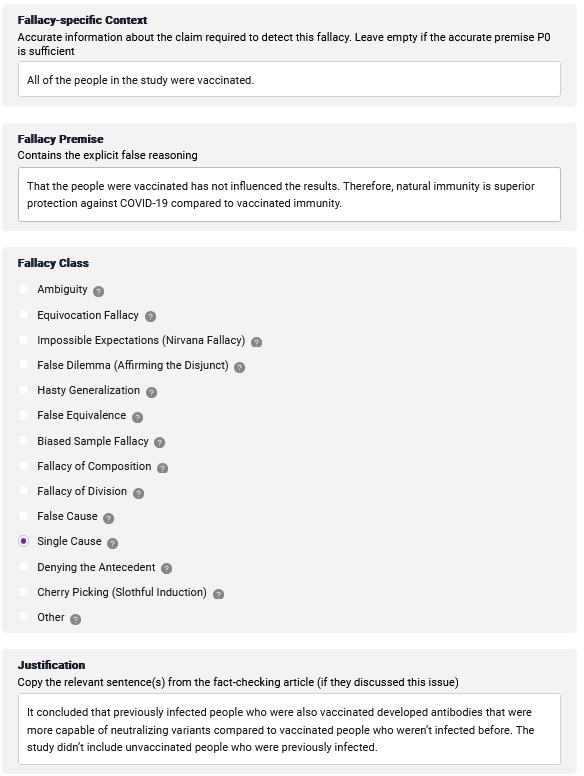 Fallacy-specific Context
Accurate information about the claim required to detect this fallacy. Leave empty if the accurate premise P0
is sufficient
All of the people in the study were vaccinated.
Fallacy Premise
Contains the explicit false reasoning
That the people were vaccinated has not influenced the results. Therefore, natural immunity is superior
protection against COVID-19 compared to vaccinated immunity.
Fallacy Class
Ambiguity ?
Equivocation Fallacy ?
Impossible Expectations (Nirvana Fallacy) ?
False Dilemma (Affirming the Disjunct) ?
Hasty Generalization ?
False Equivalence ?
Biased Sample Fallacy ?
Fallacy of Composition ?
Fallacy of Division ?
False Cause ?
Single Cause ?
Denying the Antecedent ?
Cherry Picking (Slothful Induction) ?
Other ?
Justification
Copy the relevant sentence(s) from the fact-checking article (if they discussed this issue)
It concluded that previously infected people who were also vaccinated developed antibodies that were
more capable of neutralizing variants compared to vaccinated people who weren't infected before. The
study didn't include unvaccinated people who were previously infected.